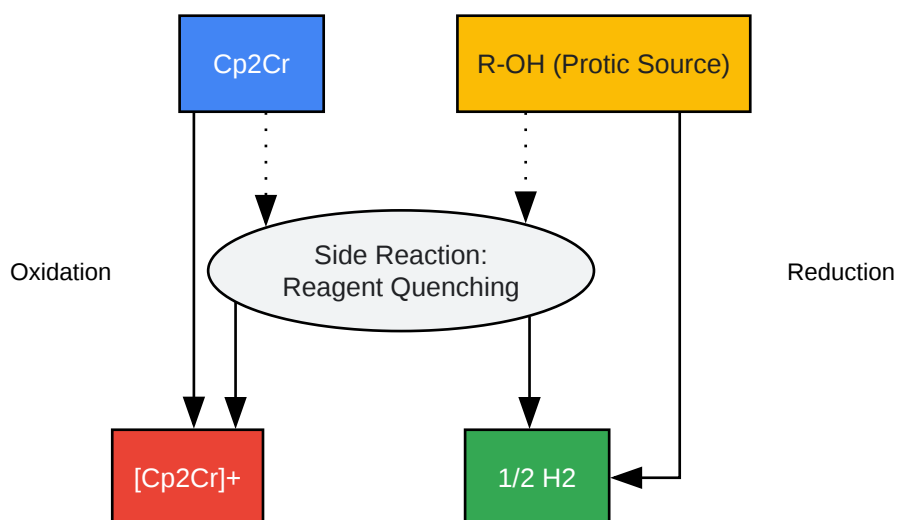 Cp2Cr
R-OH (Protic Source)
Side Reaction:
Reagent Quenching
Oxidation
Reduction
[Cp2Cr]+
1/2 H2